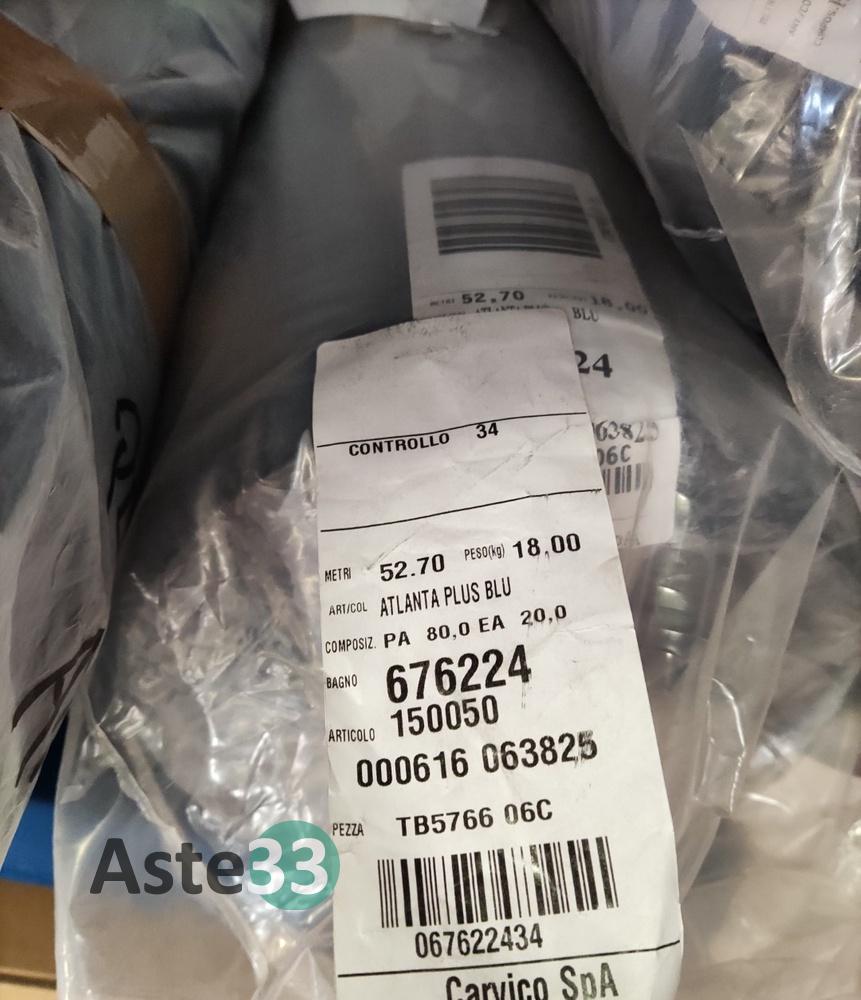 METRI 52.70 18.00
BLU
24
063825
06C
CONTROLLO 34
METRI 52.70 PESO(kg) 18,00
ART/COL ATLANTA PLUS BLU
COMPOSIZ. PA 80,0 EA 20,0
BAGNO 676224
ARTICOLO 150050
000616 063825
PEZZA TB5766 06C
067622434
Carvico SpA
Aste33